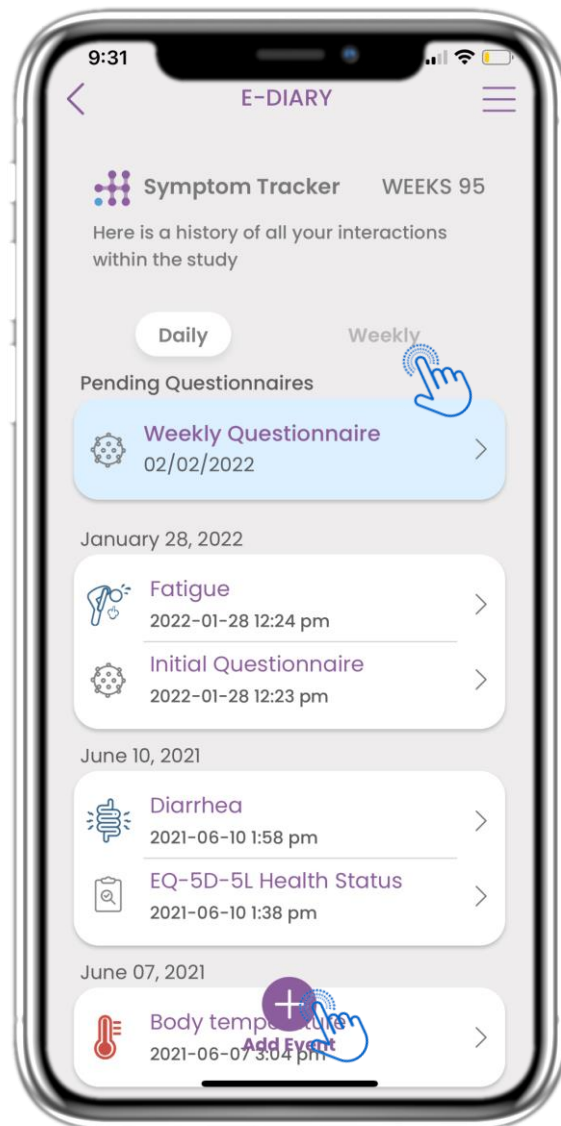 9:31
E-DIARY
Symptom Tracker WEEKS 95
Here is a history of all your interactions
within the study
Daily Weekly
Pending Questionnaires
Weekly Questionnaire
02/02/2022
January 28, 2022
Fatigue
2022-01-28 12:24 pm
Initial Questionnaire
2022-01-28 12:23 pm
June 10, 2021
Diarrhea
2021-06-10 1:58 pm
EQ-5D-5L Health Status
2021-06-10 1:38 pm
June 07, 2021
Body temperature
2021-06-07 3:04 pm
Add Event